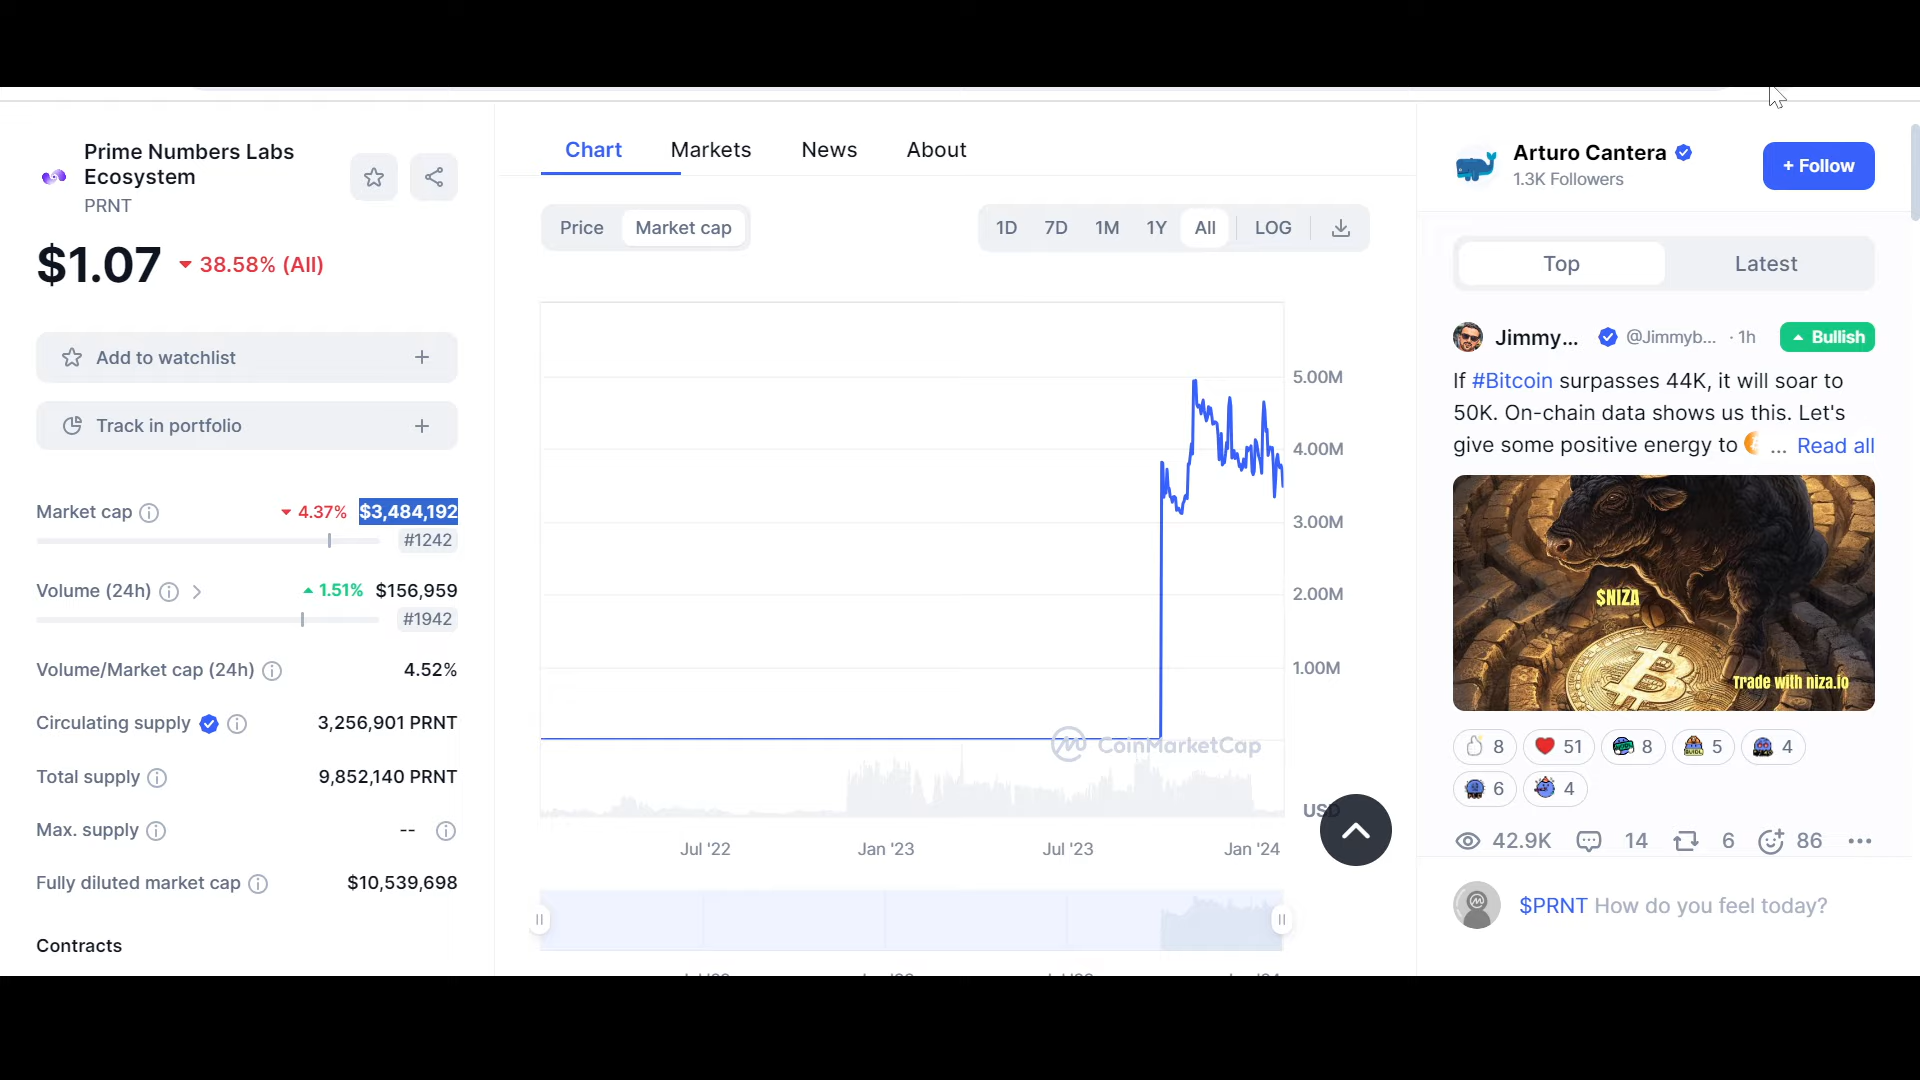 Prime Numbers Labs
Ecosystem
PRNT
$1.07 38.58% (All)
Add to watchlist
Track in portfolio
Market cap 4.37% $3,484,192
#1242
Volume (24h) 1.51% $156,959
#1942
Volume/Market cap (24h) 4.52%
Circulating supply 3,256,901 PRNT
Total supply 9,852,140 PRNT
Max. supply --
Fully diluted market cap $10,539,698
Contracts
Chart Markets News About
Price Market cap 1D 7D 1M 1Y All LOG
5.00M
4.00M
3.00M
2.00M
1.00M
CoinMarketCap
USD
Jul '22 Jan '23 Jul '23 Jan '24
Arturo Cantera
1.3K Followers
+ Follow
Top Latest
Jimmy... @Jimmyb... · 1h Bullish
If #Bitcoin surpasses 44K, it will soar to
50K. On-chain data shows us this. Let's
give some positive energy to ... Read all
$NIZA
Trade with niza.io
8 51 8 5 4
6 4
42.9K 14 6 86
$PRNT How do you feel today?